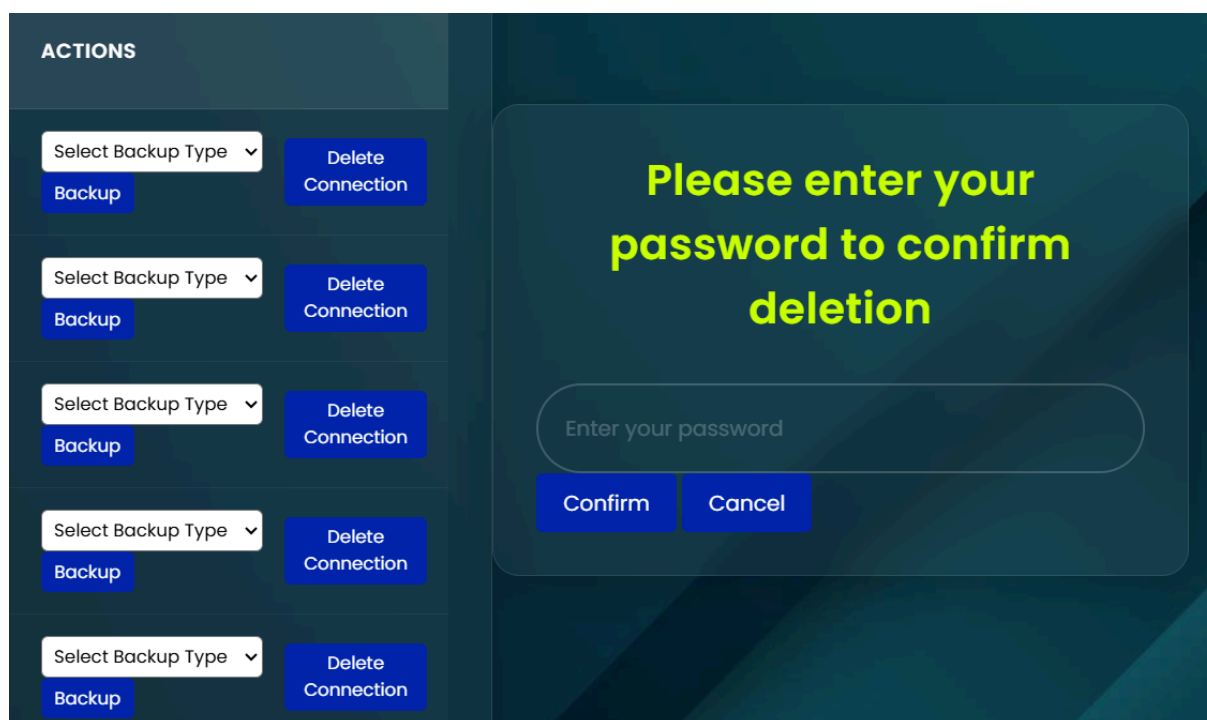 ACTIONS
Select Backup Type
Delete
Connection
Backup
Select Backup Type
Delete
Connection
Backup
Select Backup Type
Delete
Connection
Backup
Select Backup Type
Delete
Connection
Backup
Select Backup Type
Delete
Connection
Backup
Please enter your
password to confirm
deletion
Enter your password
Confirm Cancel